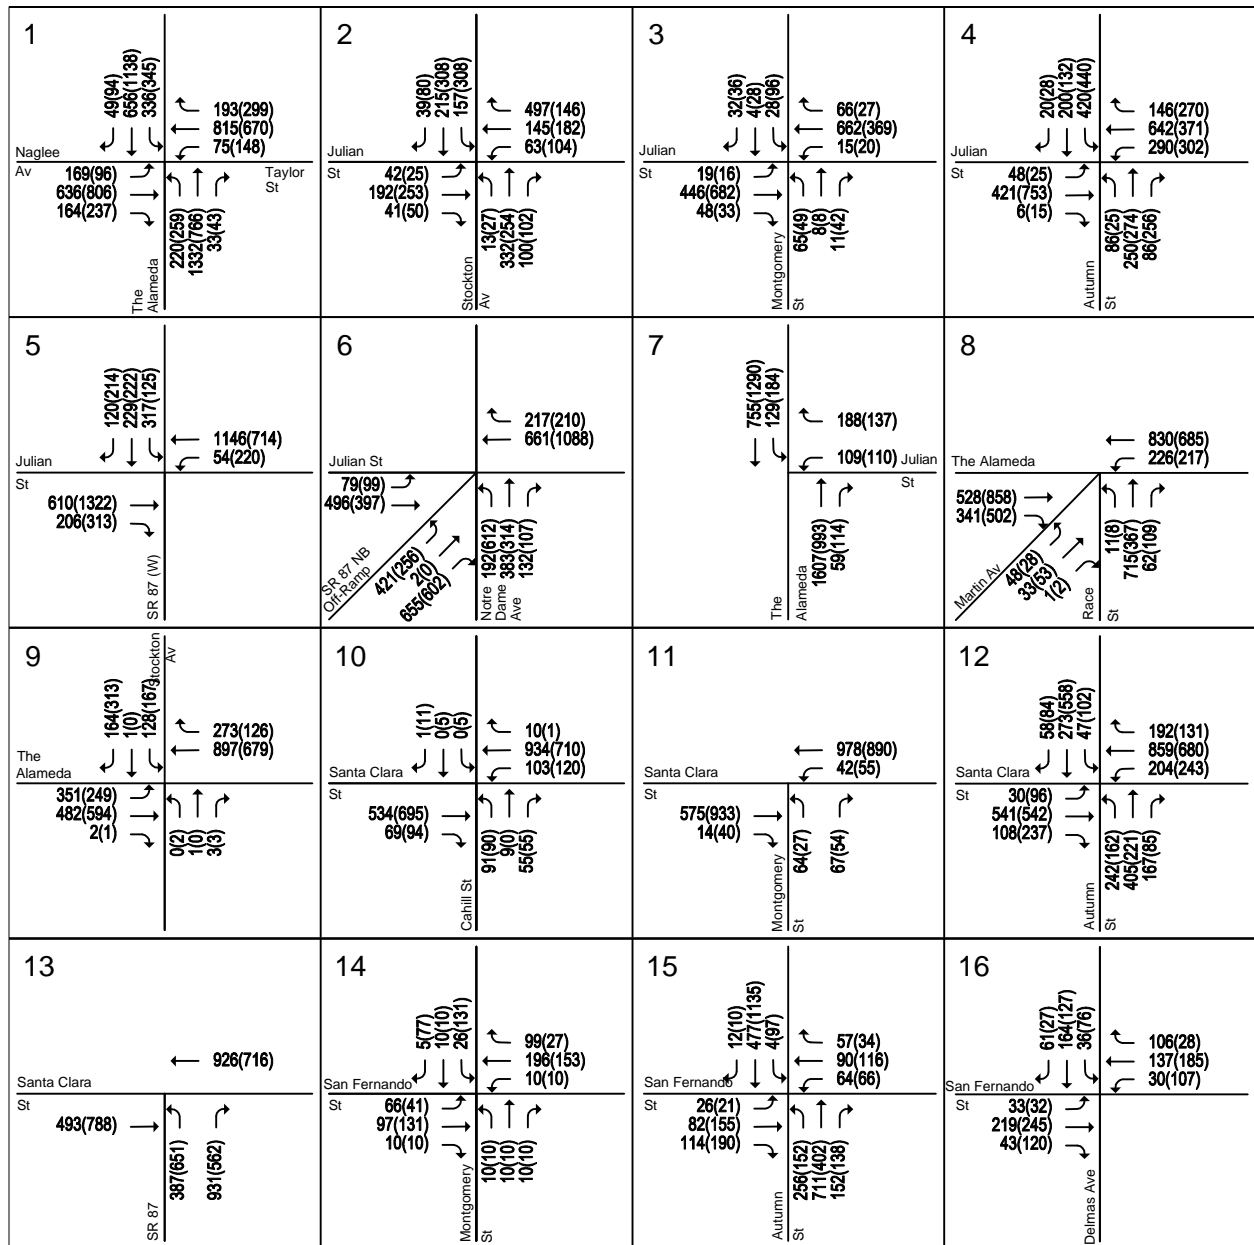 1
49(94)
656(1138)
336(345)
193(299)
815(670)
75(148)
Naglee
Av
Taylor
St
169(96)
636(806)
164(237)
220(259)
1332(766)
33(43)
The
Alameda
2
39(80)
215(308)
157(308)
497(146)
145(182)
63(104)
Julian
St
42(25)
192(253)
41(50)
13(27)
332(254)
100(102)
Stockton
Av
3
32(36)
4(28)
28(96)
66(27)
662(369)
15(20)
Julian
St
19(16)
446(682)
48(33)
65(49)
8(8)
11(42)
Montgomery
St
4
20(28)
200(132)
420(440)
146(270)
642(371)
290(302)
Julian
St
48(25)
421(753)
6(15)
86(25)
250(274)
86(256)
Autumn
St
5
120(214)
229(222)
317(125)
1146(714)
54(220)
Julian
St
610(1322)
206(313)
SR 87 (W)
6
217(210)
661(1088)
Julian St
79(99)
496(397)
SR 87 NB
Off-Ramp
421(256)
2(0)
655(602)
192(612)
383(314)
132(107)
Notre
Dame
Ave
7
755(1290)
129(184)
188(137)
109(110)
Julian
St
1607(993)
59(114)
The
Alameda
8
830(685)
226(217)
The Alameda
528(858)
341(502)
Martin Av
48(28)
33(53)
1(2)
11(8)
715(367)
62(109)
Race
St
9
Stockton
Av
164(313)
1(0)
128(167)
273(126)
897(679)
The
Alameda
351(249)
482(594)
2(1)
0(2)
1(0)
3(3)
10
1(11)
0(5)
0(5)
10(1)
934(710)
103(120)
Santa Clara
St
534(695)
69(94)
91(90)
9(0)
55(55)
Cahill St
11
978(890)
42(55)
Santa Clara
St
575(933)
14(40)
64(27)
67(54)
Montgomery
St
12
58(84)
273(558)
47(102)
192(131)
859(680)
204(243)
Santa Clara
St
30(96)
541(542)
108(237)
242(162)
405(221)
167(85)
Autumn
St
13
926(716)
Santa Clara
St
493(788)
387(651)
931(562)
SR 87
14
5(77)
10(10)
26(131)
99(27)
196(153)
10(10)
San Fernando
St
66(41)
97(131)
10(10)
10(10)
10(10)
10(10)
Montgomery
St
15
12(10)
477(1135)
4(97)
57(34)
90(116)
64(66)
San Fernando
St
26(21)
82(155)
114(190)
256(152)
711(402)
152(138)
Autumn
St
16
61(27)
164(127)
36(76)
106(28)
137(185)
30(107)
San Fernando
St
33(32)
219(245)
43(120)
Delmas Ave